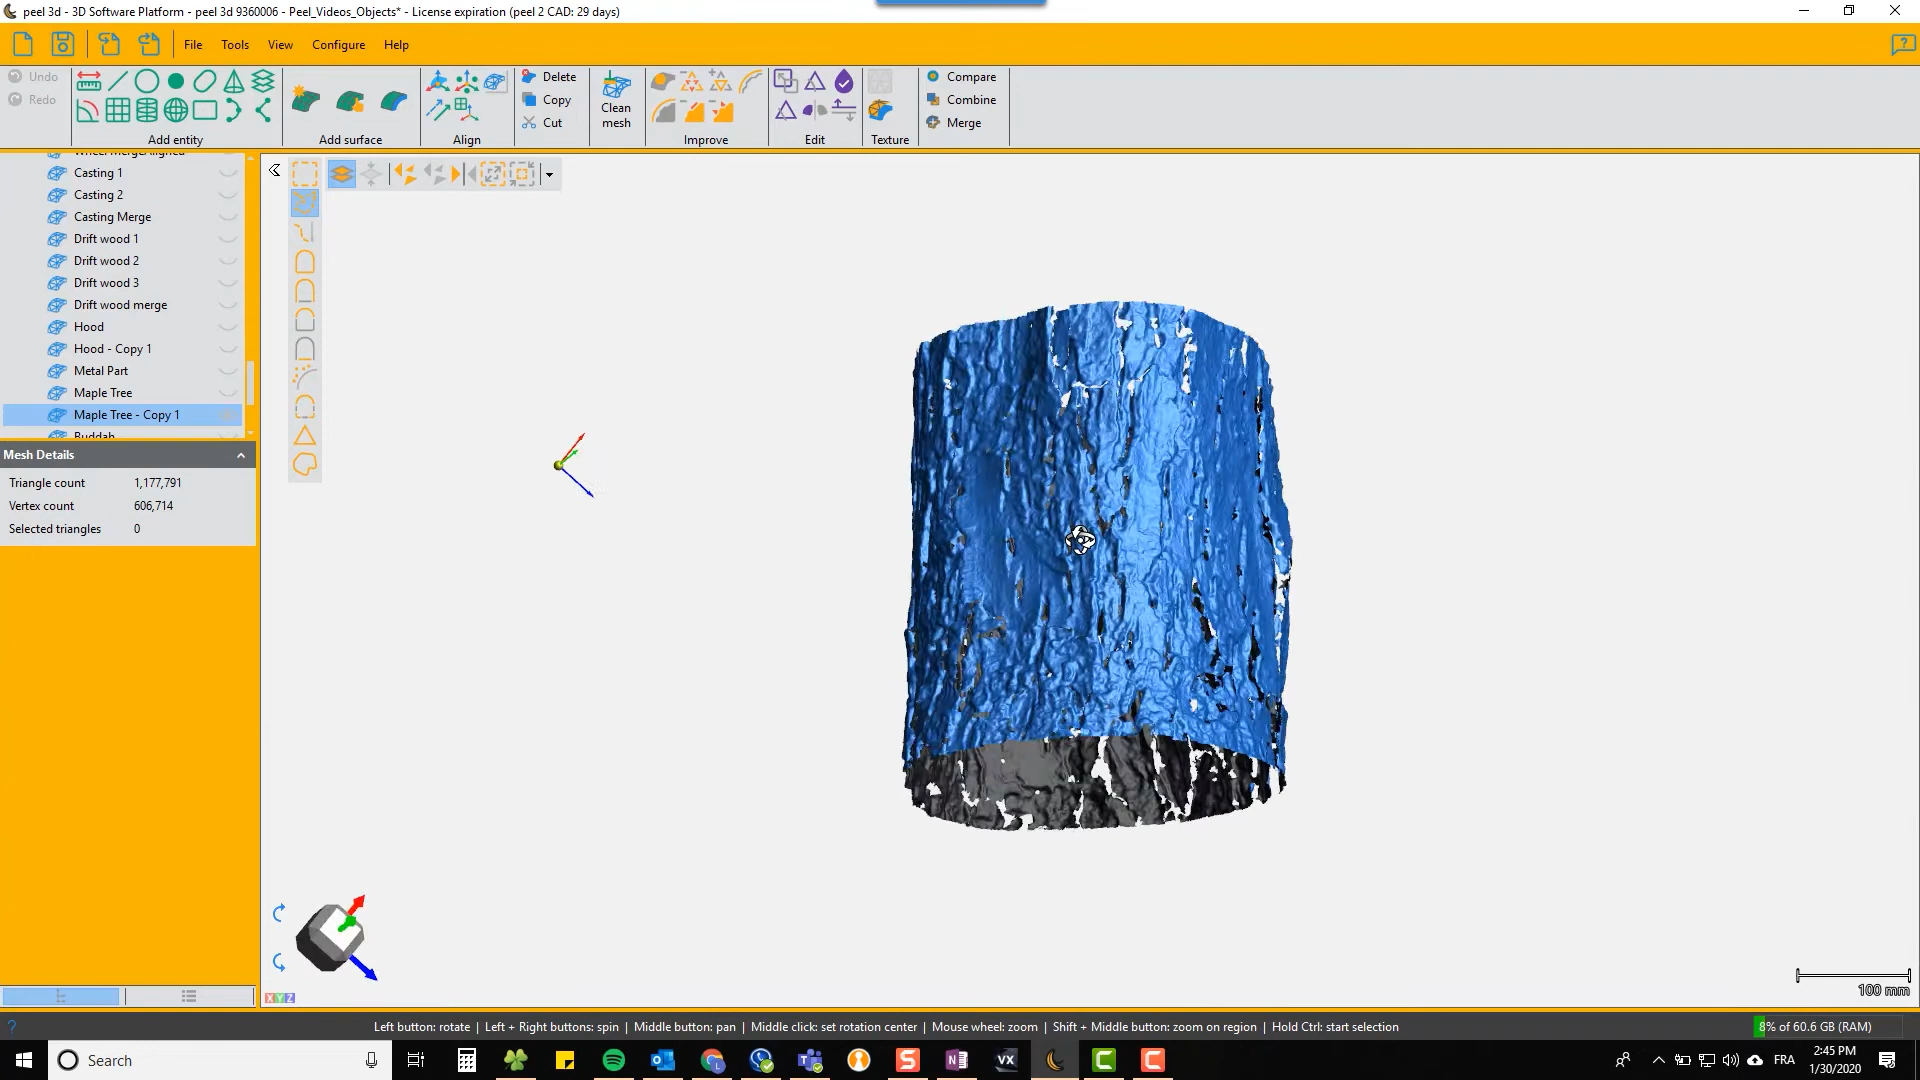 peel 3d - 3D Software Platform - peel 3d 9360006 - Peel_Videos_Objects* - License expiration (peel 2 CAD: 29 days)
File Tools View Configure Help
Undo
Redo
Add entity
Add surface
Align
Delete
Copy
Cut
Clean mesh
Improve
Edit
Texture
Compare
Combine
Merge
Wheel MergeAligned
Casting 1
Casting 2
Casting Merge
Drift wood 1
Drift wood 2
Drift wood 3
Drift wood merge
Hood
Hood - Copy 1
Metal Part
Maple Tree
Maple Tree - Copy 1
Buddah
Mesh Details
Triangle count 1,177,791
Vertex count 606,714
Selected triangles 0
X Y Z
100 mm
Left button: rotate | Left + Right buttons: spin | Middle button: pan | Middle click: set rotation center | Mouse wheel: zoom | Shift + Middle button: zoom on region | Hold Ctrl: start selection
8% of 60.6 GB (RAM)
Search
VX
FRA
2:45 PM
1/30/2020